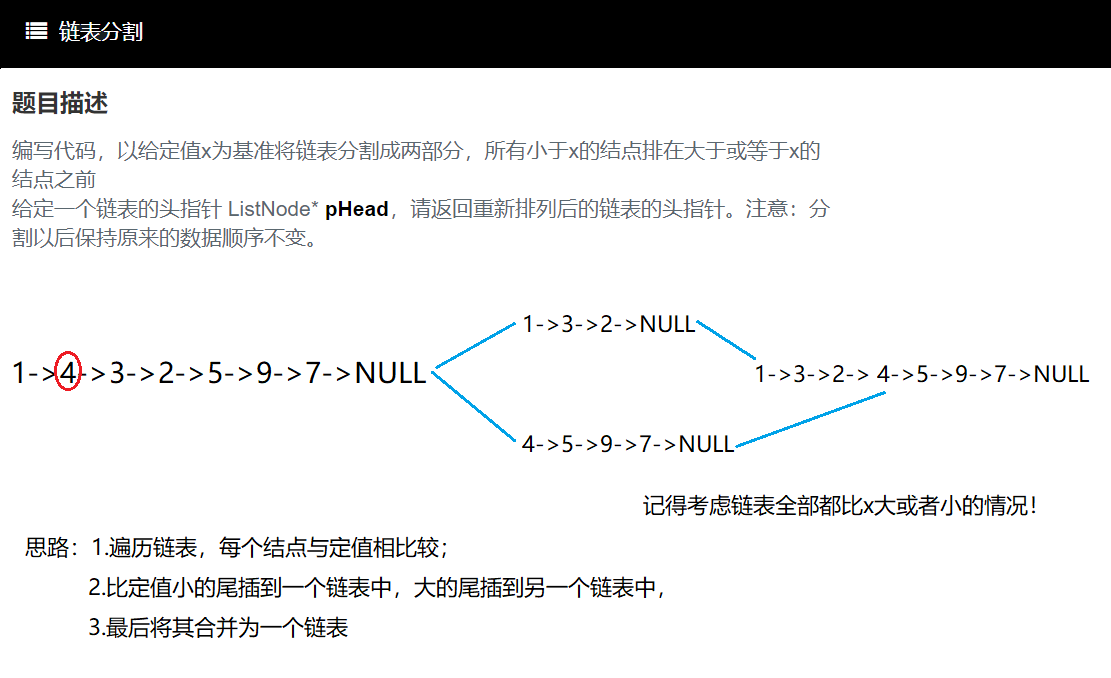 链表分割
题目描述
编写代码，以给定值x为基准将链表分割成两部分，所有小于x的结点排在大于或等于x的
结点之前
给定一个链表的头指针 ListNode* pHead，请返回重新排列后的链表的头指针。注意：分
割以后保持原来的数据顺序不变。
1->3->2->NULL
1->4->3->2->5->9->7->NULL
1->3->2-> 4->5->9->7->NULL
4->5->9->7->NULL
记得考虑链表全部都比x大或者小的情况！
思路：1.遍历链表，每个结点与定值相比较；
2.比定值小的尾插到一个链表中，大的尾插到另一个链表中，
3.最后将其合并为一个链表